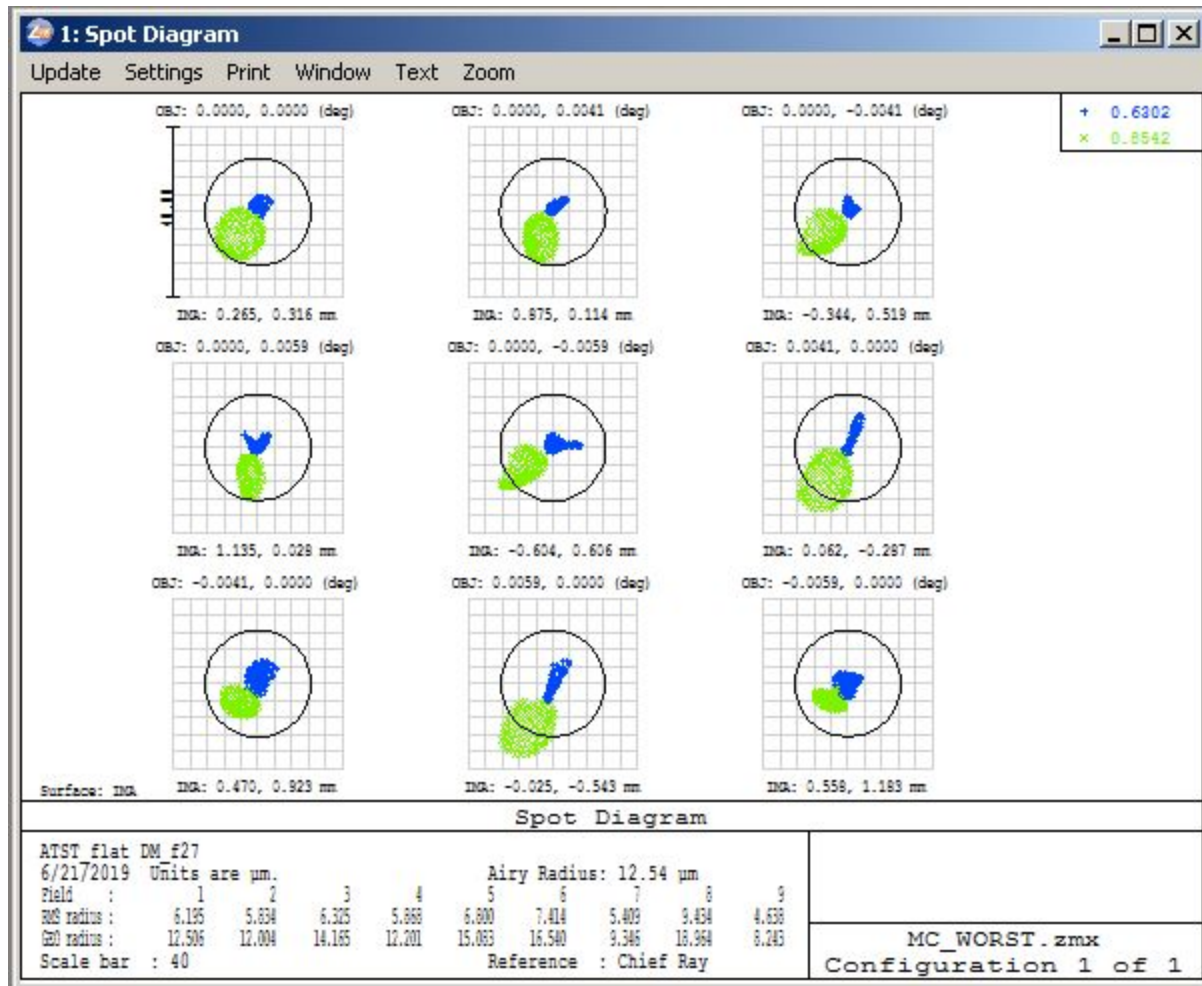 1: Spot Diagram
Update Settings Print Window Text Zoom
OBJ: 0.0000, 0.0000 (deg)
OBJ: 0.0000, 0.0041 (deg)
OBJ: 0.0000, -0.0041 (deg)
+ 0.6302
× 0.8542
IMA: 0.265, 0.316 mm
IMA: 0.875, 0.114 mm
IMA: -0.344, 0.519 mm
OBJ: 0.0000, 0.0059 (deg)
OBJ: 0.0000, -0.0059 (deg)
OBJ: 0.0041, 0.0000 (deg)
IMA: 1.135, 0.028 mm
IMA: -0.604, 0.606 mm
IMA: 0.062, -0.287 mm
OBJ: -0.0041, 0.0000 (deg)
OBJ: 0.0059, 0.0000 (deg)
OBJ: -0.0059, 0.0000 (deg)
Surface: IMA
IMA: 0.470, 0.923 mm
IMA: -0.025, -0.543 mm
IMA: 0.558, 1.183 mm
Spot Diagram
ATST_flat DM_f27
6/21/2019 Units are µm. Airy Radius: 12.54 µm
Field : 1 2 3 4 5 6 7 8 9
RMS radius : 6.195 5.834 6.325 5.868 6.800 7.414 5.409 9.434 4.638
GEO radius : 12.506 12.004 14.165 12.201 15.083 16.540 9.346 18.964 8.243
Scale bar : 40 Reference : Chief Ray
MC_WORST.zmx
Configuration 1 of 1